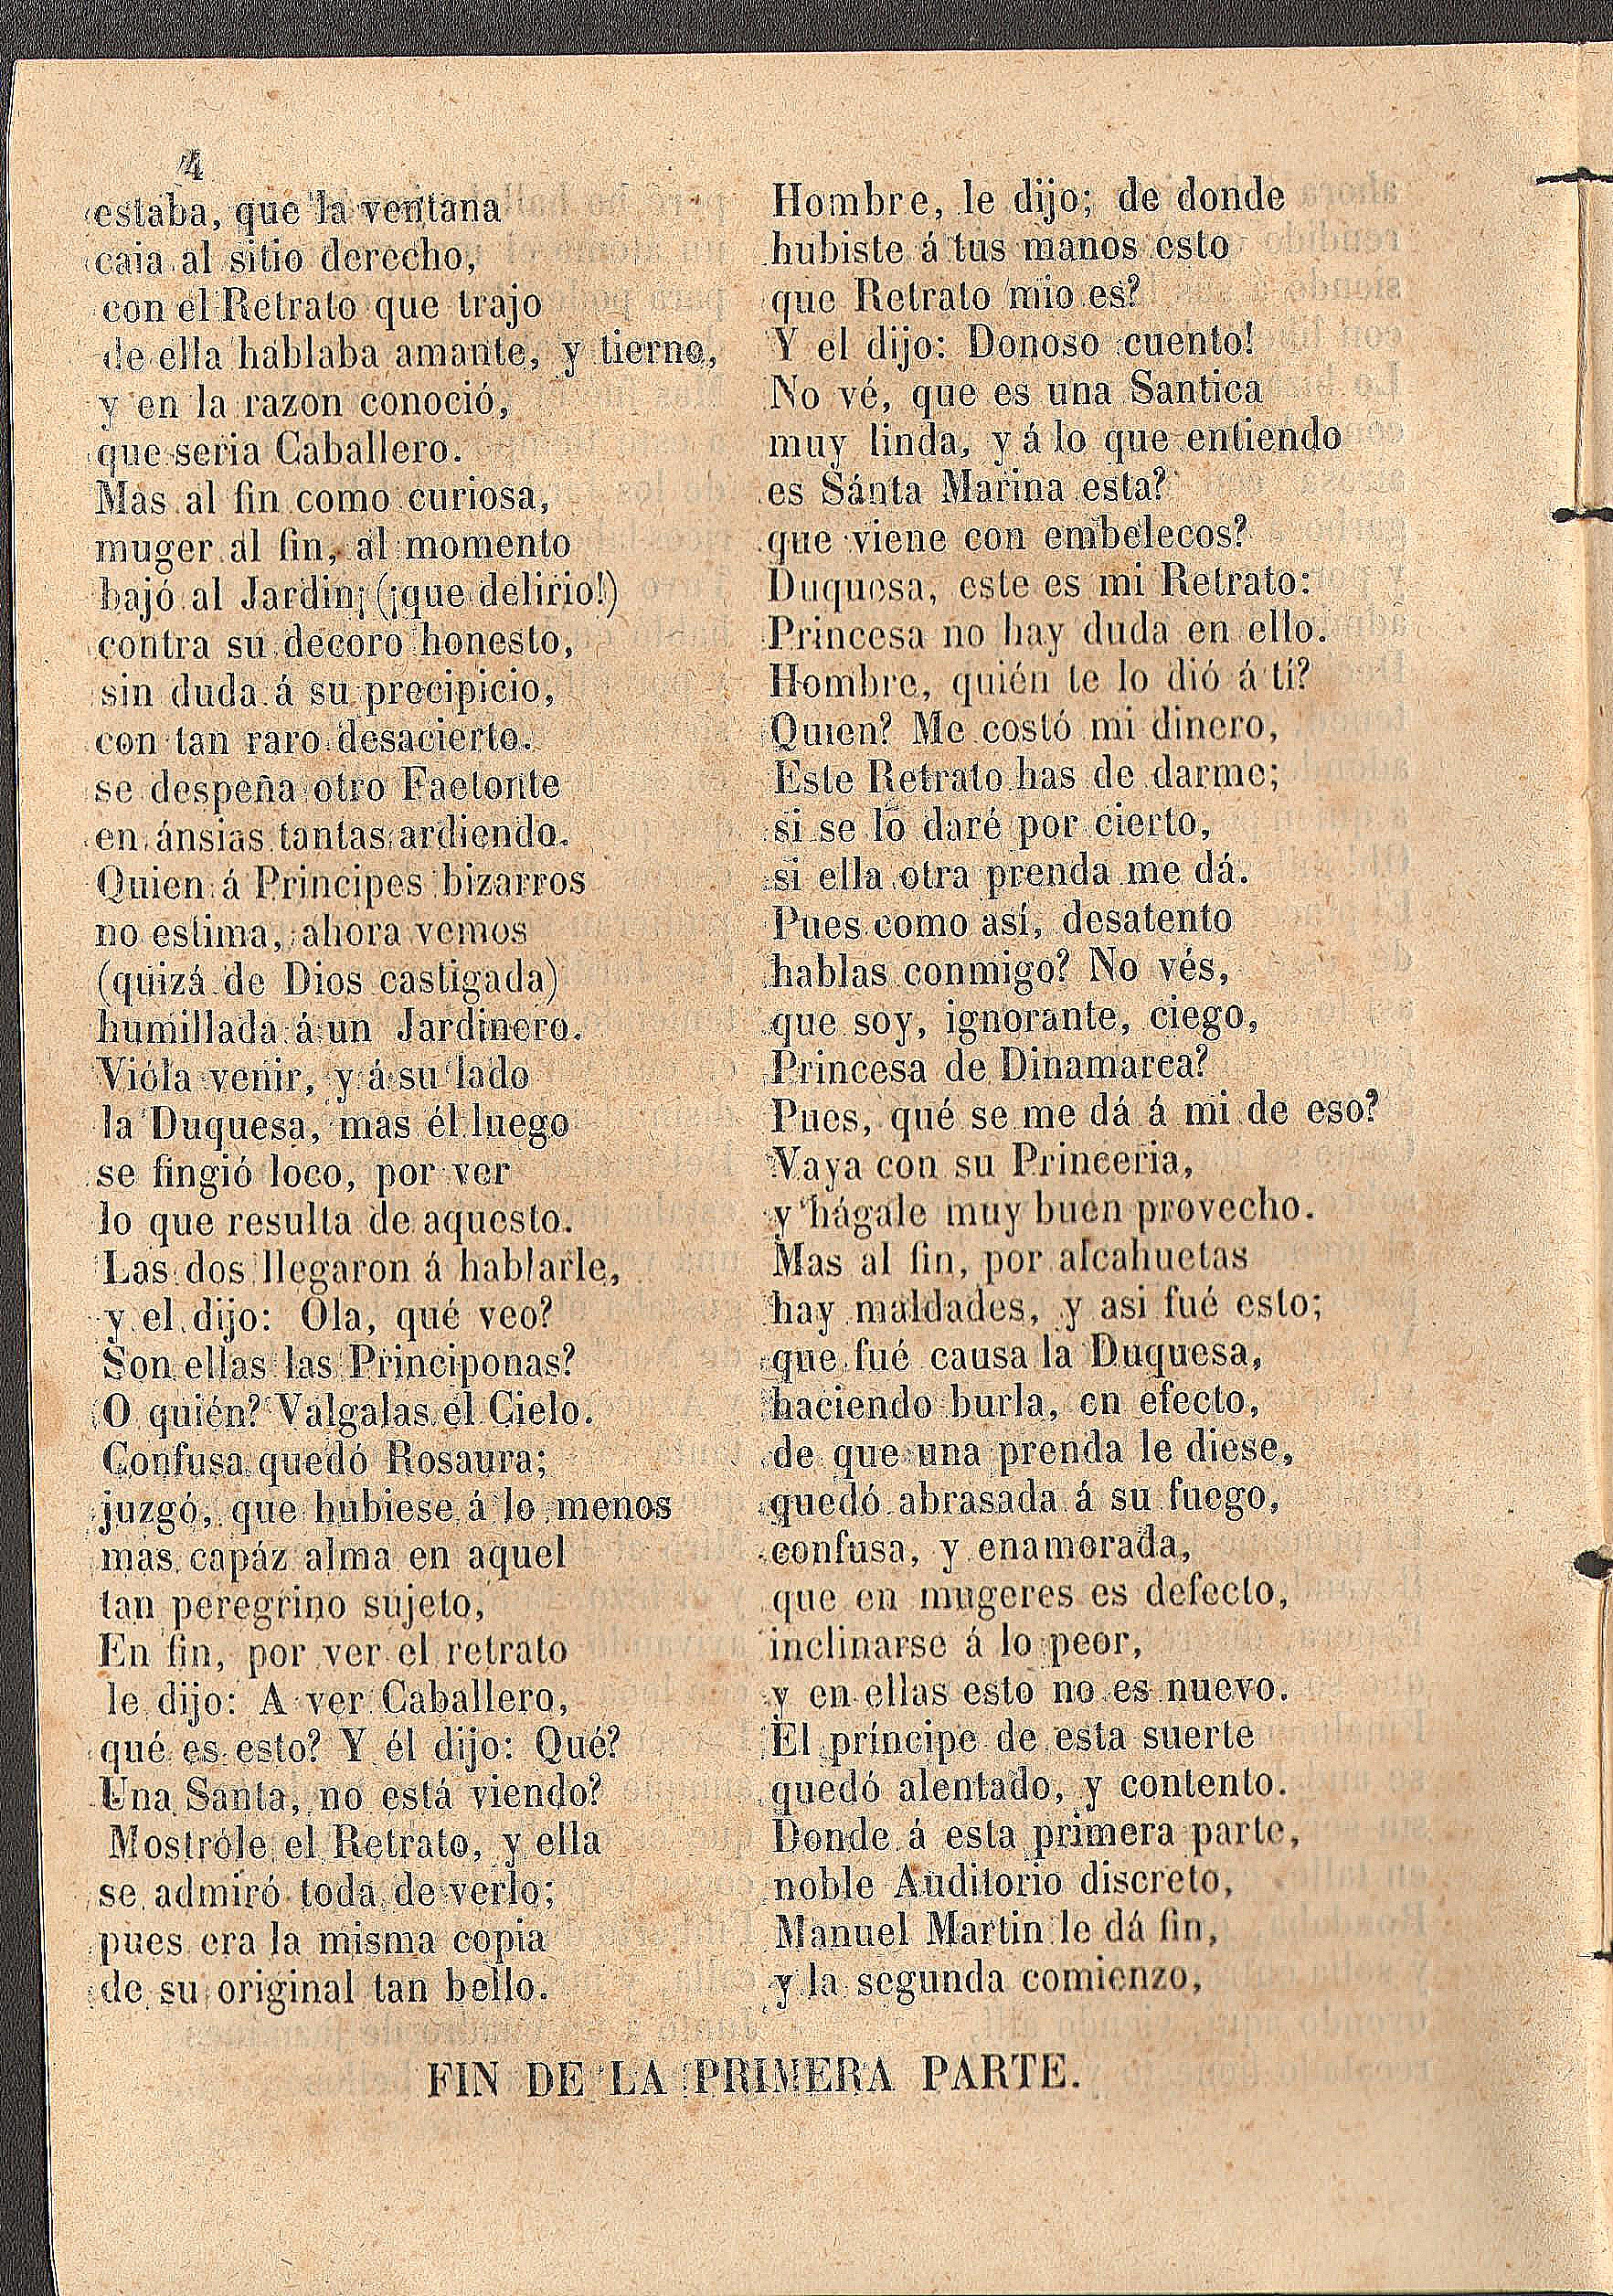 4
estaba, que la ventana
caia al sitio derecho,
con el Retrato que trajo
de ella hablaba amante, y tierno,
y en la razon conoció,
que seria Caballero.
Mas al fin como curiosa,
muger al fin, al momento
bajó al Jardin; (¡que delirio!)
contra su decoro honesto,
sin duda á su precipicio,
con tan raro desacierto.
se despeña otro Faetonte
en ánsias tantas ardiendo.
Quien á Principes bizarros
no estima, ahora vemos
(quizá de Dios castigada)
humillada á un Jardinero.
Vióla venir, y á su lado
la Duquesa, mas él luego
se fingió loco, por ver
lo que resulta de aquesto.
Las dos llegaron á hablarle,
y el dijo: Ola, qué veo?
Son ellas las Principonas?
O quién? Valgalas el Cielo.
Confusa quedó Rosaura;
juzgó, que hubiese á lo menos
mas capáz alma en aquel
tan peregrino sujeto,
En fin, por ver el retrato
le dijo: A ver Caballero,
qué es esto? Y él dijo: Qué?
Una Santa, no está viendo?
Mostróle el Retrato, y ella
se admiró toda de verlo;
pues era la misma copia
de su original tan bello.
Hombre, le dijo; de donde
hubiste á tus manos esto
que Retrato mio es?
Y el dijo: Donoso cuento!
No vé, que es una Santica
muy linda, y á lo que entiendo
es Sánta Marina esta?
que viene con embelecos?
Duquesa, este es mi Retrato:
Princesa no hay duda en ello.
Hombre, quién te lo dió á tí?
Quien? Me costó mi dinero,
Este Retrato has de darme;
si se lo daré por cierto,
si ella otra prenda me dá.
Pues como así, desatento
hablas conmigo? No vés,
que soy, ignorante, ciego,
Princesa de Dinamarca?
Pues, qué se me dá á mi de eso?
Vaya con su Princeria,
y hágale muy buen provecho.
Mas al fin, por alcahuetas
hay maldades, y asi fué esto;
que fué causa la Duquesa,
haciendo burla, en efecto,
de que una prenda le diese,
quedó abrasada á su fuego,
confusa, y enamorada,
que en mugeres es defecto,
inclinarse á lo peor,
y en ellas esto no es nuevo.
El príncipe de esta suerte
quedó alentado, y contento.
Donde á esta primera parte,
noble Auditorio discreto,
Manuel Martin le dá fin,
y la segunda comienzo,
FIN DE LA PRIMERA PARTE.